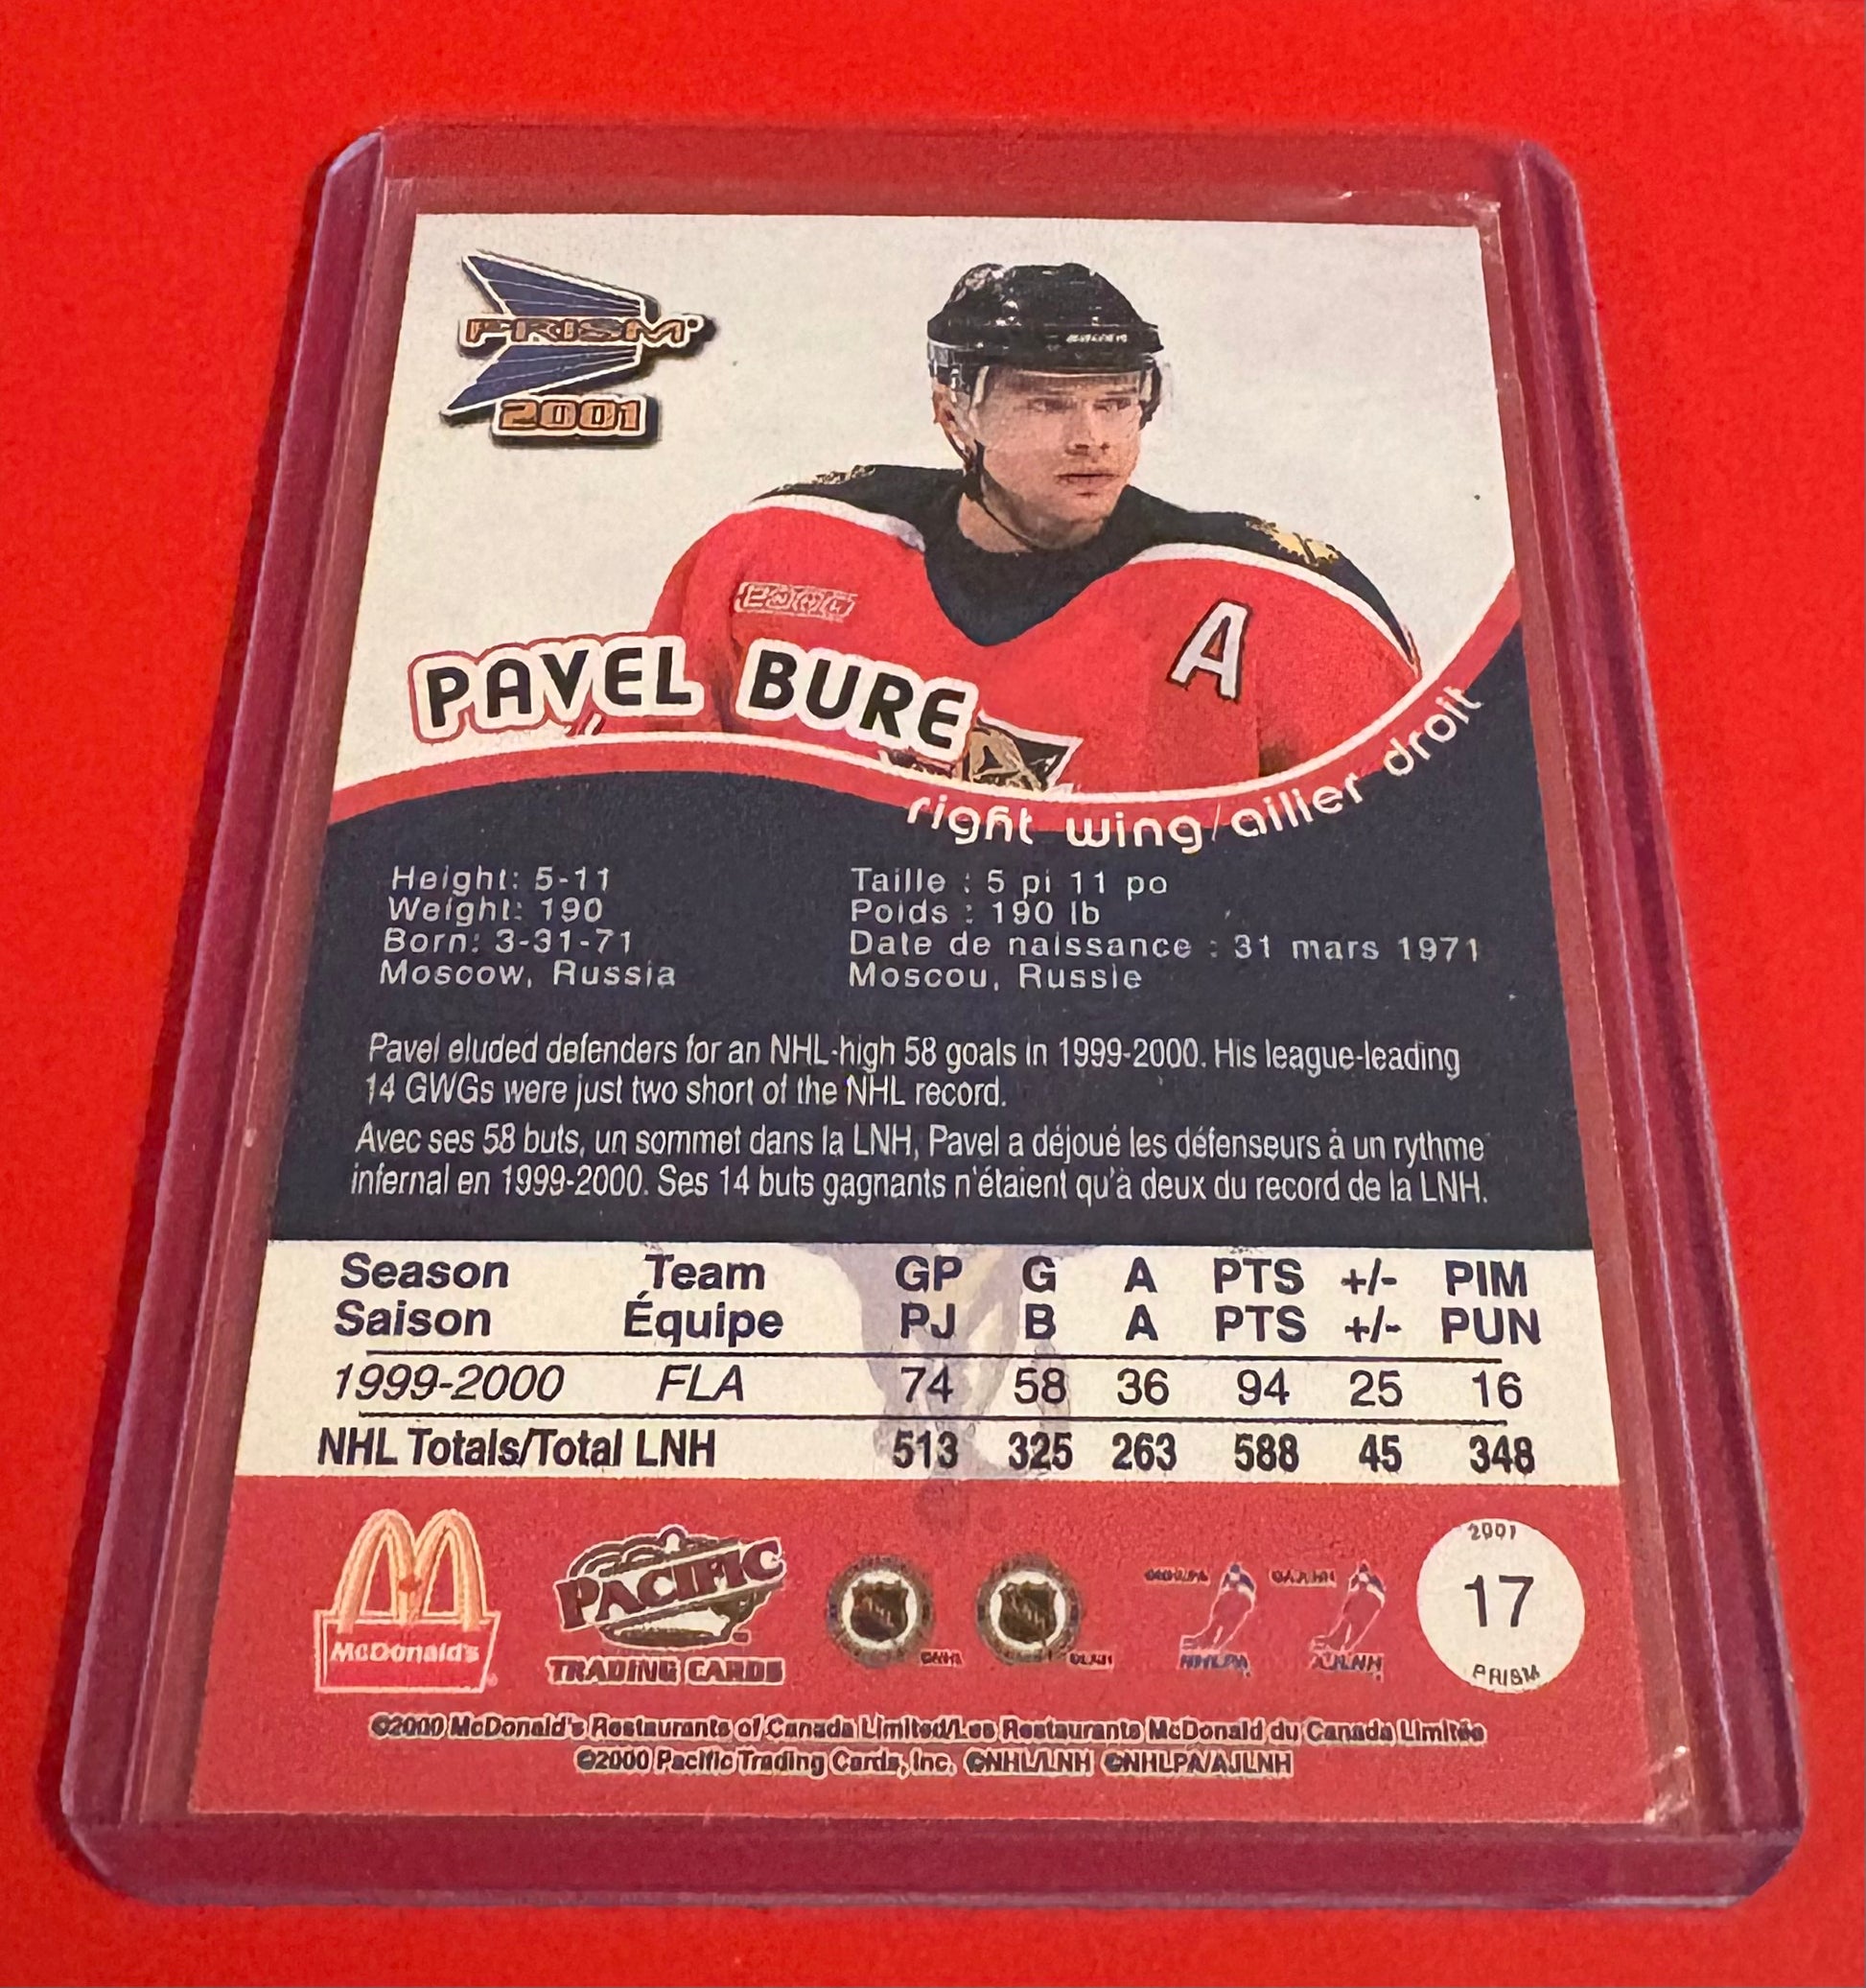 PRISM
2001
A
PAVEL BURE
right wing/ailier droit
Height: 5-11
Weight: 190
Born: 3-31-71
Moscow, Russia
Taille : 5 pi 11 po
Poids : 190 lb
Date de naissance : 31 mars 1971
Moscou, Russie
Pavel eluded defenders for an NHL-high 58 goals in 1999-2000. His league-leading
14 GWGs were just two short of the NHL record.
Avec ses 58 buts, un sommet dans la LNH, Pavel a déjoué les défenseurs à un rythme
infernal en 1999-2000. Ses 14 buts gagnants n'étaient qu'à deux du record de la LNH.
Season Team GP G A PTS +/- PIM
Saison Équipe PJ B A PTS +/- PUN
1999-2000 FLA 74 58 36 94 25 16
NHL Totals/Total LNH 513 325 263 588 45 348
McDonald's
PACIFIC
TRADING CARDS
NHLPA
AJLNH
2001
17
PRISM
©2000 McDonald's Restaurants of Canada Limited/Les Restaurants McDonald du Canada Limitée
©2000 Pacific Trading Cards, Inc. ©NHL/LNH ©NHLPA/AJLNH